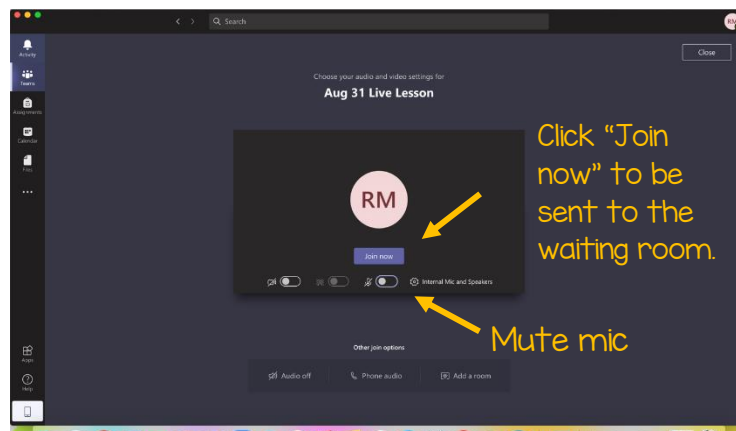 Search
RM
Activity
Teams
Assignments
Calendar
Files
Close
Choose your audio and video settings for
Aug 31 Live Lesson
RM
Join now
Internal Mic and Speakers
Click “Join
now” to be
sent to the
waiting room.
Mute mic
Other join options
Audio off
Phone audio
Add a room
Apps
Help